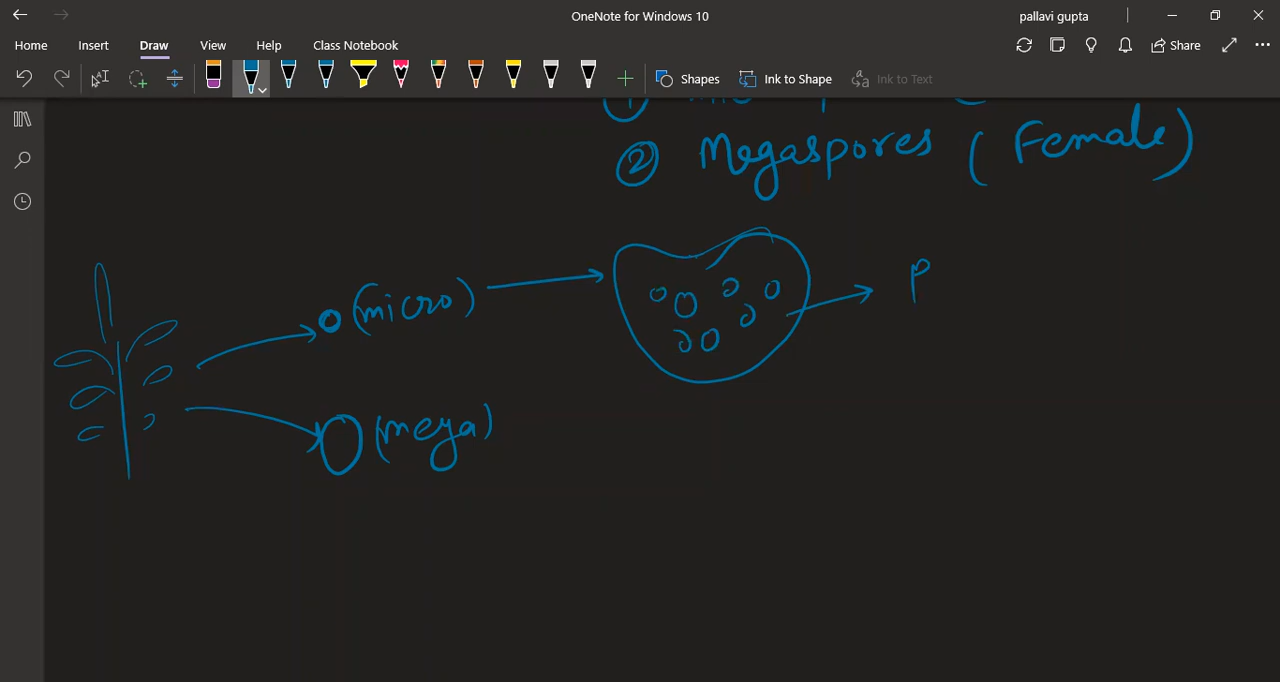 OneNote for Windows 10
pallavi gupta
Home Insert Draw View Help Class Notebook
Share
Shapes Ink to Shape Ink to Text
①
② Megaspores (Female)
(micro)
P
(mega)